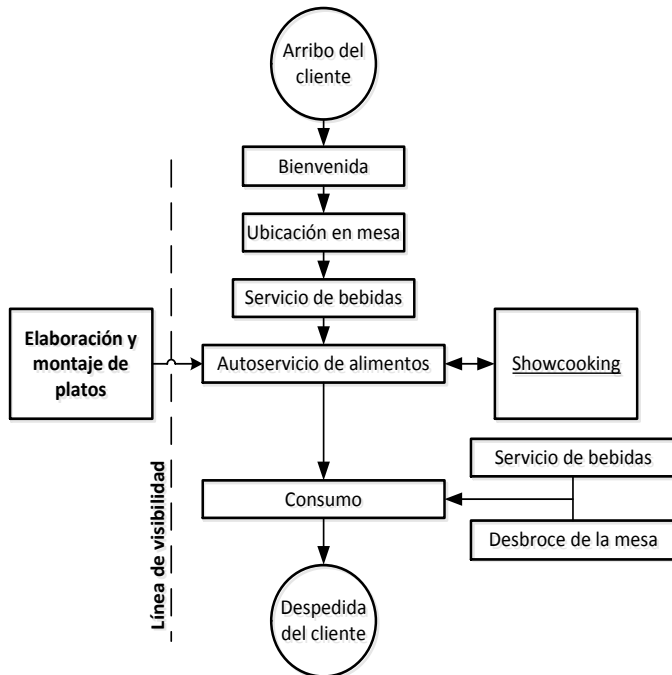 Arribo del
cliente
Bienvenida
Ubicación en mesa
Servicio de bebidas
Elaboración y
montaje de
platos
Autoservicio de alimentos
Showcooking
Servicio de bebidas
Consumo
Desbroce de la mesa
Línea de visibilidad
Despedida
del cliente